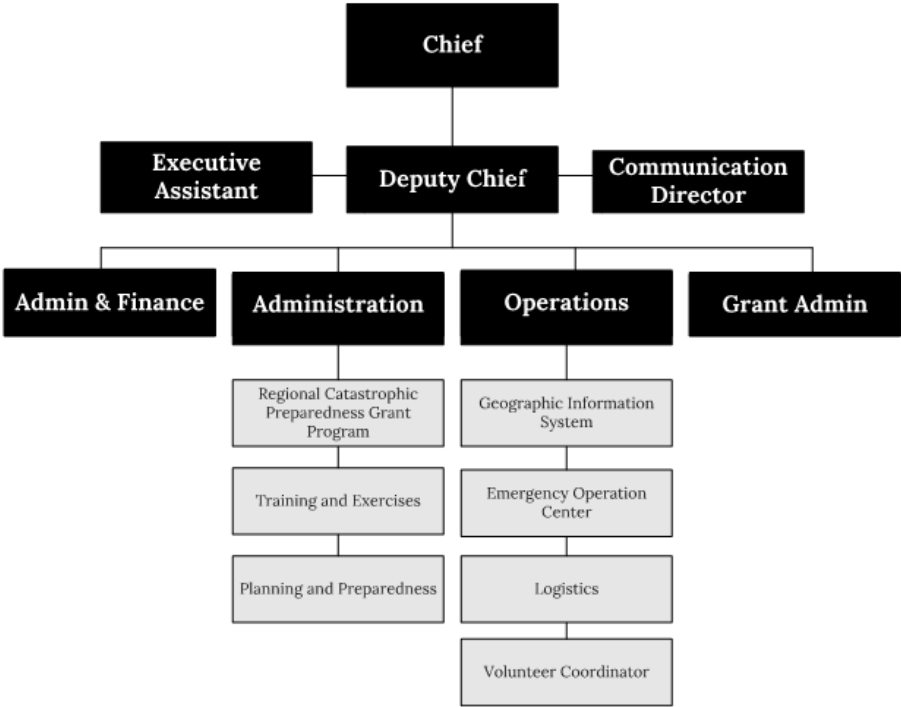 Chief
Executive
Assistant
Deputy Chief
Communication
Director
Admin & Finance
Administration
Operations
Grant Admin
Regional Catastrophic
Preparedness Grant
Program
Geographic Information
System
Training and Exercises
Emergency Operation
Center
Planning and Preparedness
Logistics
Volunteer Coordinator